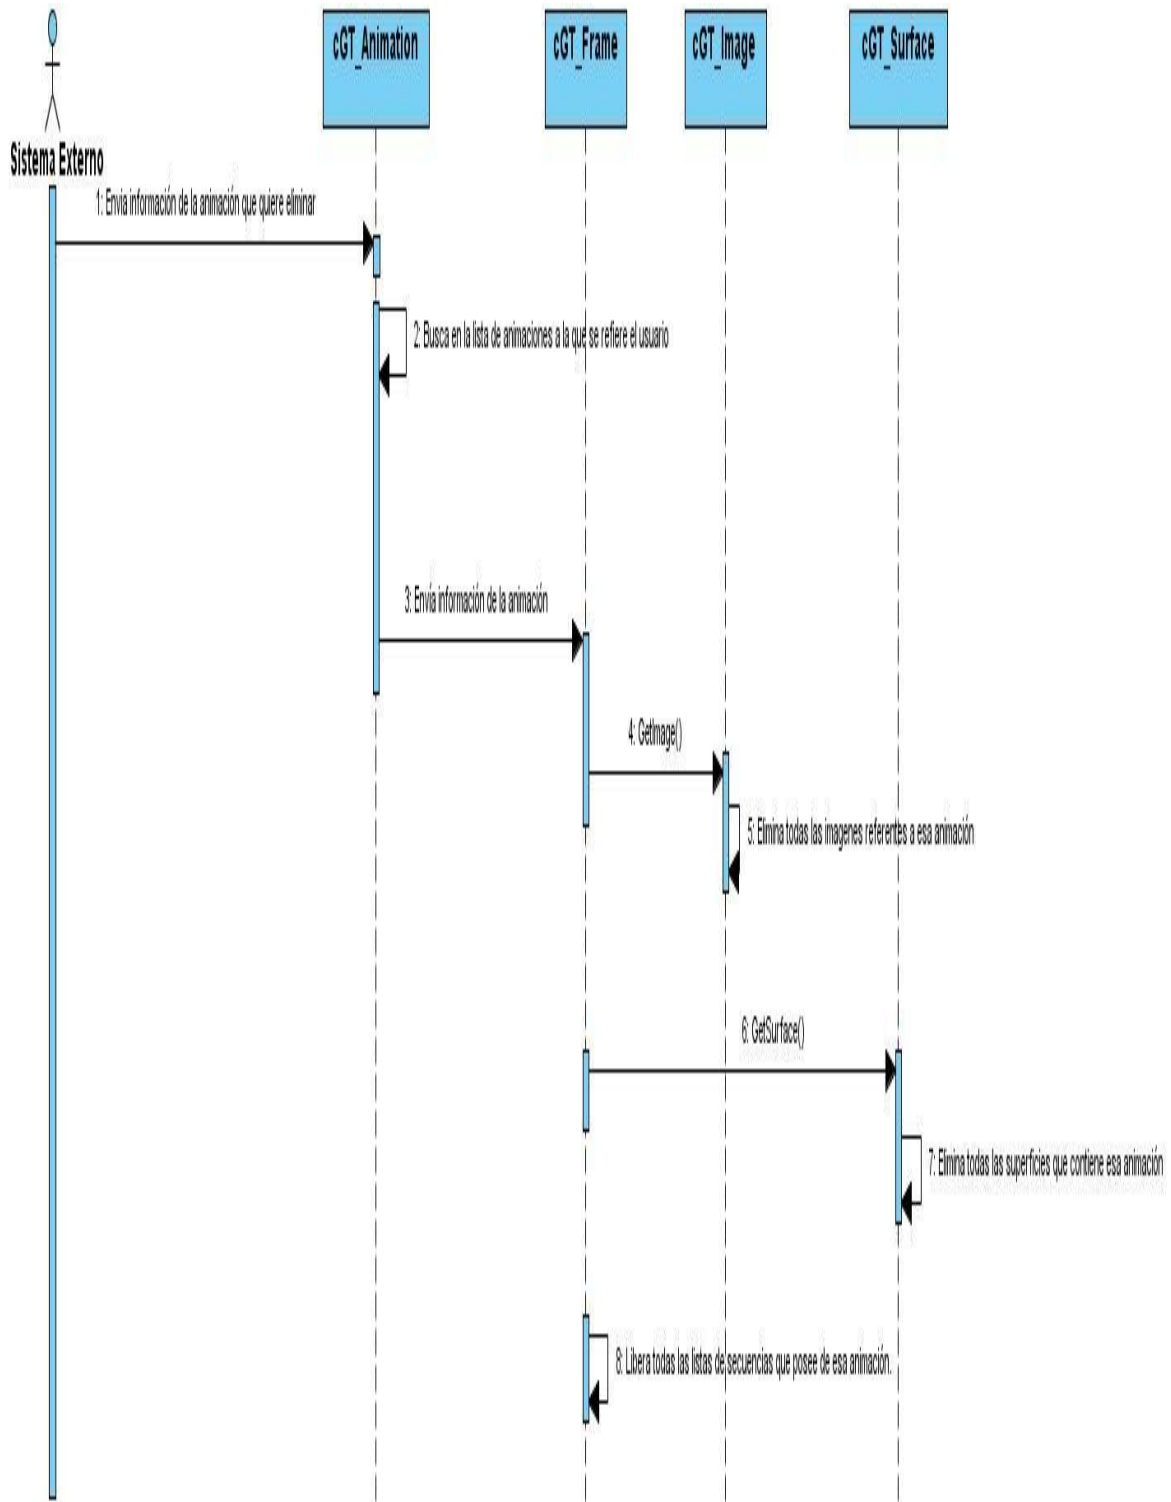 cGT_Animation
cGT_Frame
cGT_Image
cGT_Surface
Sistema Externo
1: Envia información de la animación que quiere eliminar
2: Busca en la lista de animaciones a la que se refiere el usuario
3: Envía información de la animación
4: GetImage()
5: Elimina todas las imagenes referentes a esa animación
6: GetSurface()
7: Elimina todas las superficies que contiene esa animación
8: Libera todas las listas de secuencias que posee de esa animación.